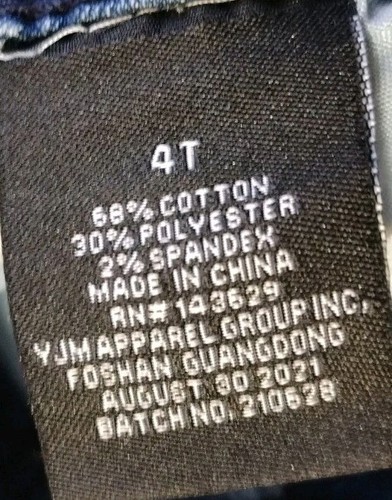 4T
68% COTTON
30% POLYESTER
2% SPANDEX
MADE IN CHINA
RN# 143629
YJM APPAREL GROUP INC,
FOSHAN GUANGDONG
AUGUST 30 2021
BATCH NO. 210628